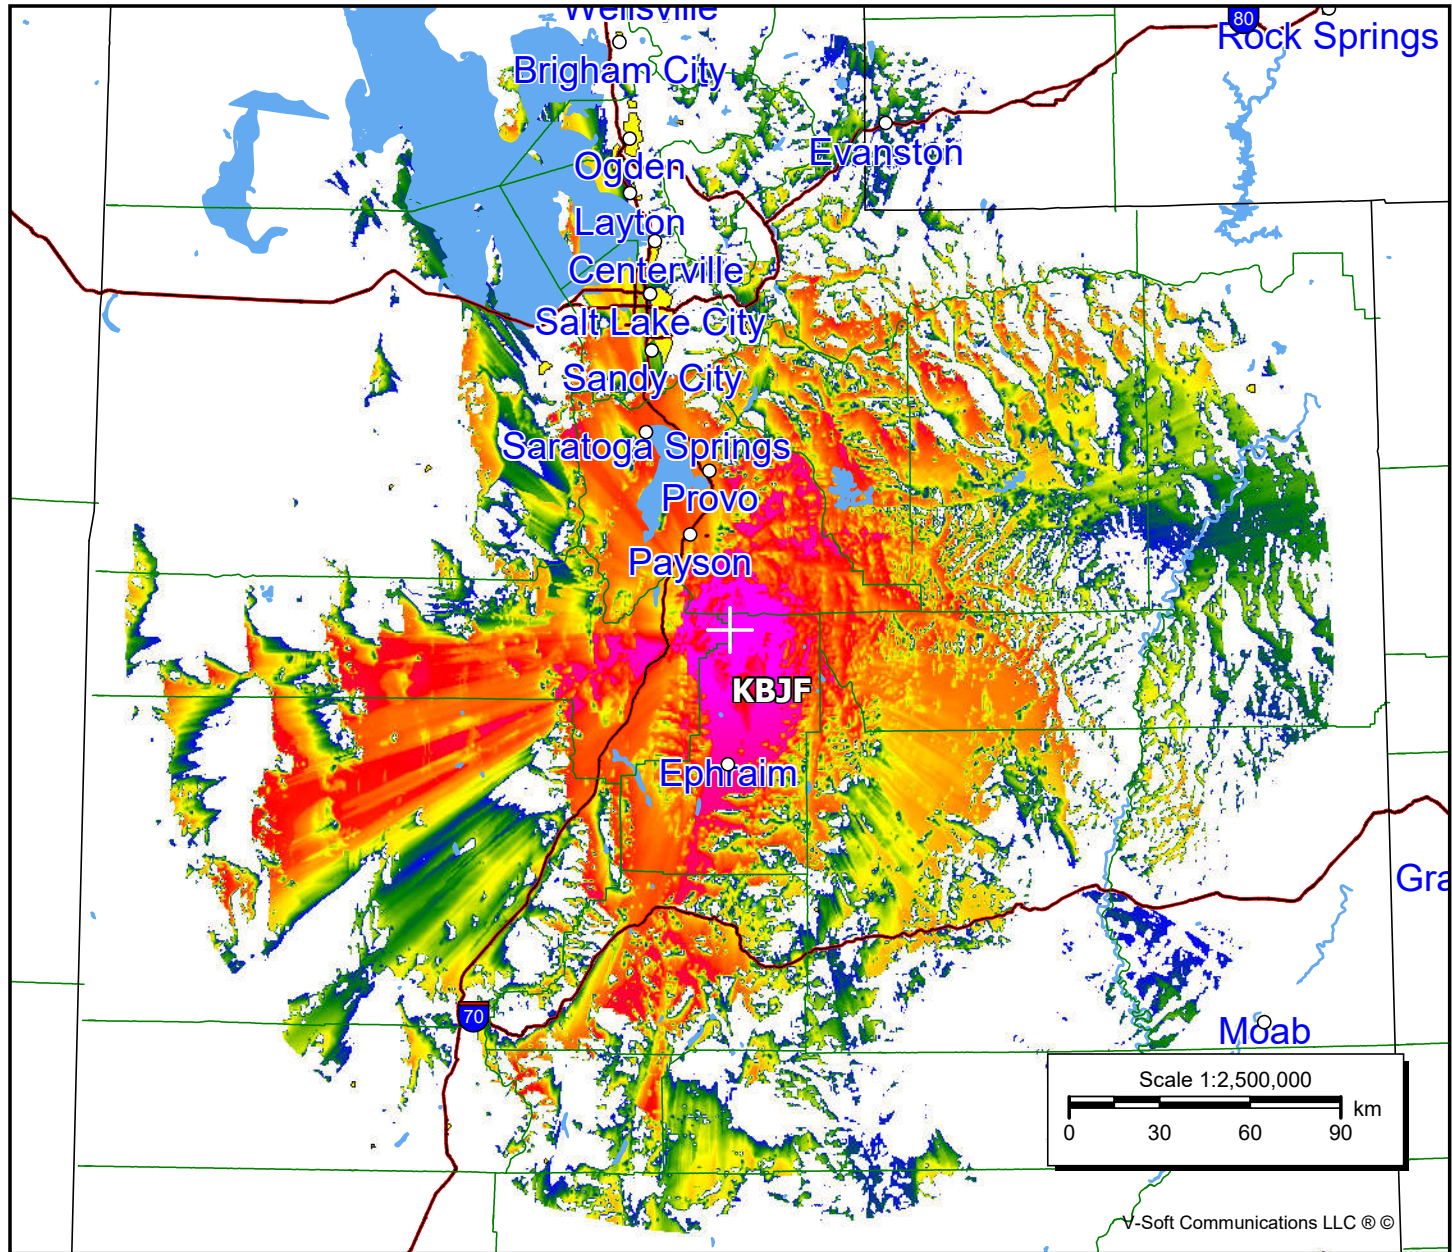 Wellsville
80
Rock Springs
Brigham City
Evanston
Ogden
Layton
Centerville
Salt Lake City
Sandy City
Saratoga Springs
Provo
Payson
KBJF
Ephraim
Gra
70
Moab
Scale 1:2,500,000
km
0 30 60 90
V-Soft Communications LLC ® ©